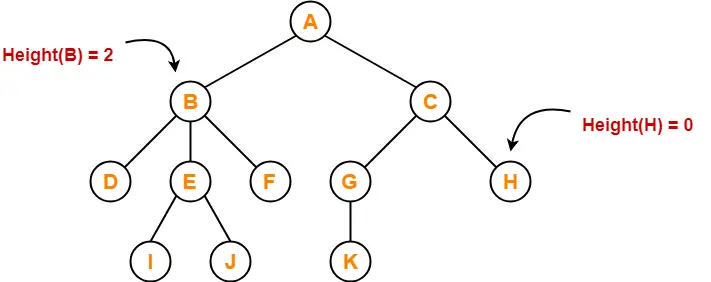 A
Height(B) = 2
B
C
Height(H) = 0
D
E
F
G
H
I
J
K